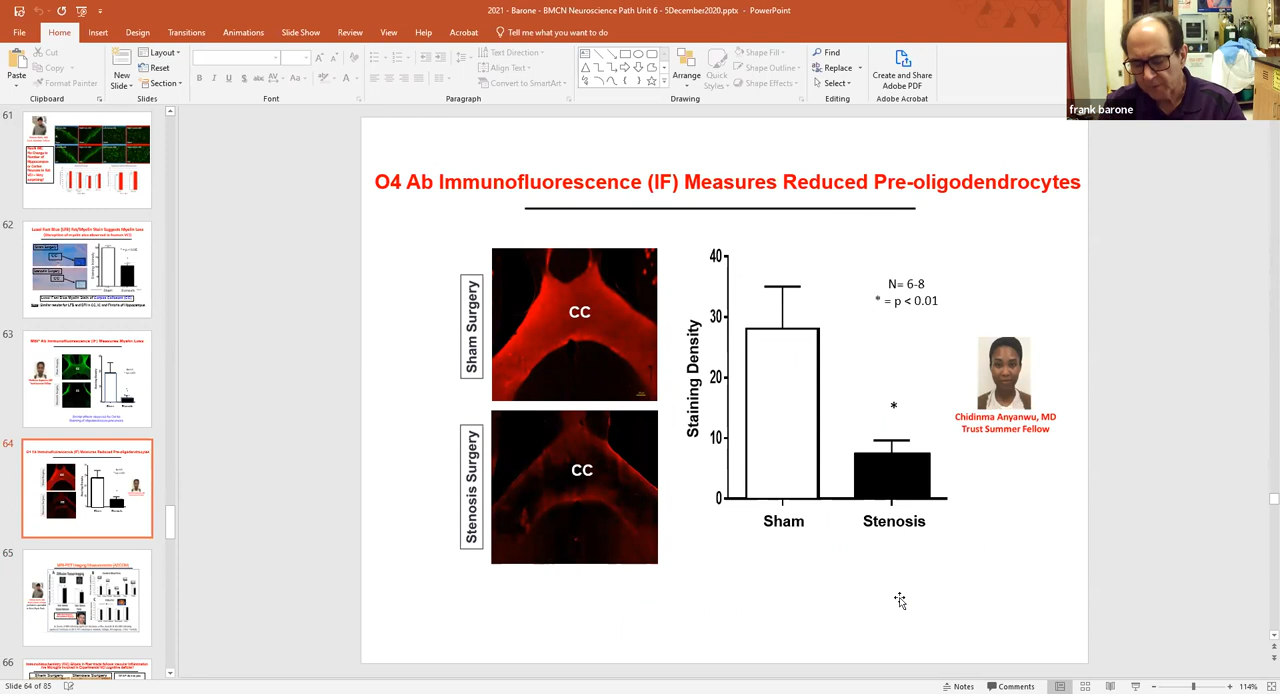 2021 - Barone - BMCN Neuroscience Path Unit 6 - 5December2020.pptx - PowerPoint
File Home Insert Design Transitions Animations Slide Show Review View Help Acrobat Tell me what you want to do
Paste
Cut
Copy
Format Painter
Clipboard
New
Slide
Layout
Reset
Section
Slides
Font
Text Direction
Align Text
Convert to SmartArt
Paragraph
Arrange
Quick
Styles
Shape Fill
Shape Outline
Shape Effects
Drawing
Find
Replace
Select
Editing
Create and Share
Adobe PDF
Adobe Acrobat
frank barone
61
62
63
64
65
66
O4 Ab Immunofluorescence (IF) Measures Reduced Pre-oligodendrocytes
Sham Surgery
CC
Stenosis Surgery
CC
Staining Density
40
30
20
10
0
N= 6-8
* = p < 0.01
*
Sham Stenosis
Chidinma Anyanwu, MD
Trust Summer Fellow
Slide 64 of 85
Notes
Comments
114%